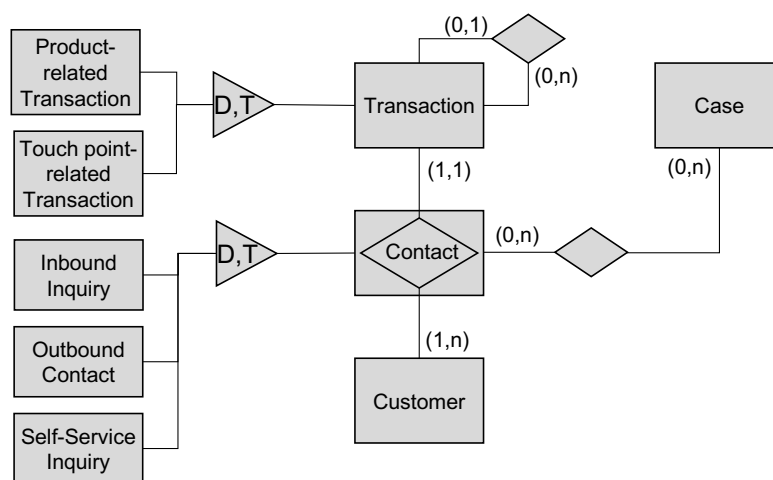 Product-
related
Transaction
Touch point-
related
Transaction
D,T
Transaction
(0,1)
(0,n)
Case
(0,n)
(1,1)
Inbound
Inquiry
Outbound
Contact
Self-Service
Inquiry
D,T
Contact
(0,n)
(1,n)
Customer